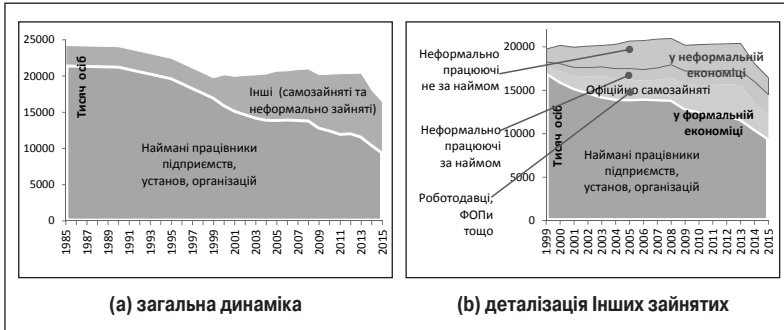 25000
20000
15000
10000
5000
0
Тисяч осіб
Інші (самозайняті та
неформально зайняті)
Наймані працівники
підприємств,
установ, організацій
1985
1987
1989
1991
1993
1995
1997
1999
2001
2003
2005
2007
2009
2011
2013
2015
(а) загальна динаміка
20000
15000
10000
5000
0
Тисяч осіб
Неформально
працюючі
не за наймом
Неформально
працюючі
за наймом
Роботодавці,
ФОПи
тощо
у неформальній
економіці
Офіційно самозайняті
у формальній
економіці
Наймані працівники
підприємств,
установ, організацій
1999
2000
2001
2002
2003
2004
2005
2006
2007
2008
2009
2010
2011
2012
2013
2014
2015
(b) деталізація Інших зайнятих